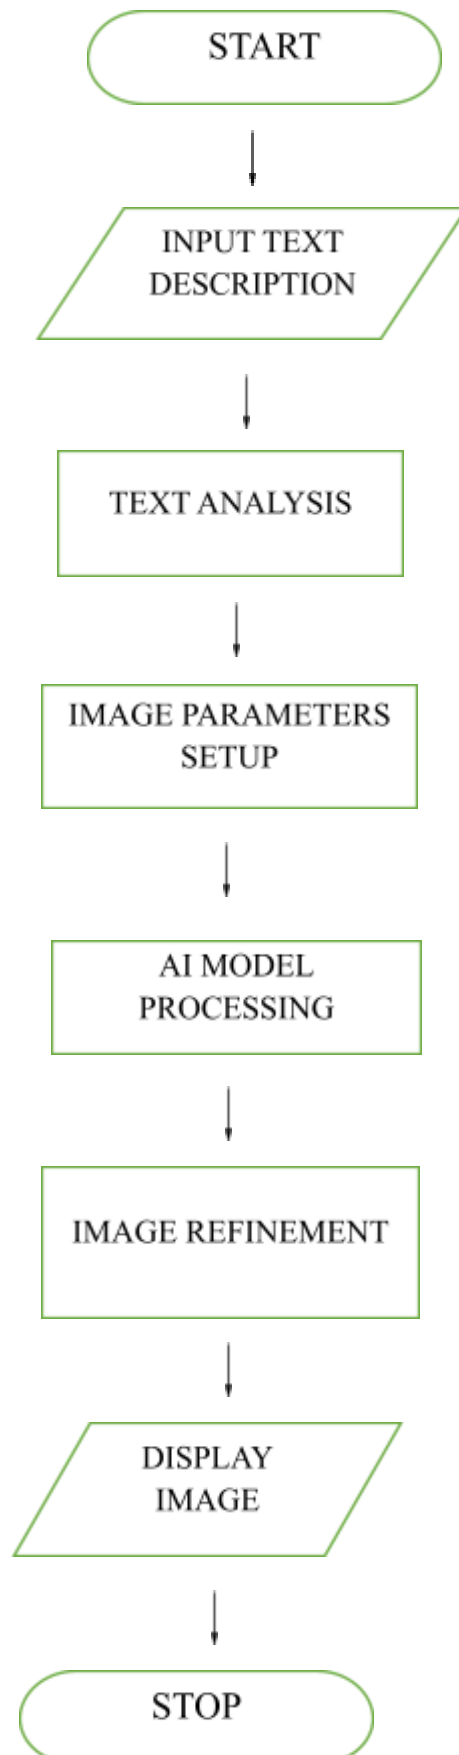 START
INPUT TEXT
DESCRIPTION
TEXT ANALYSIS
IMAGE PARAMETERS
SETUP
AI MODEL
PROCESSING
IMAGE REFINEMENT
DISPLAY
IMAGE
STOP